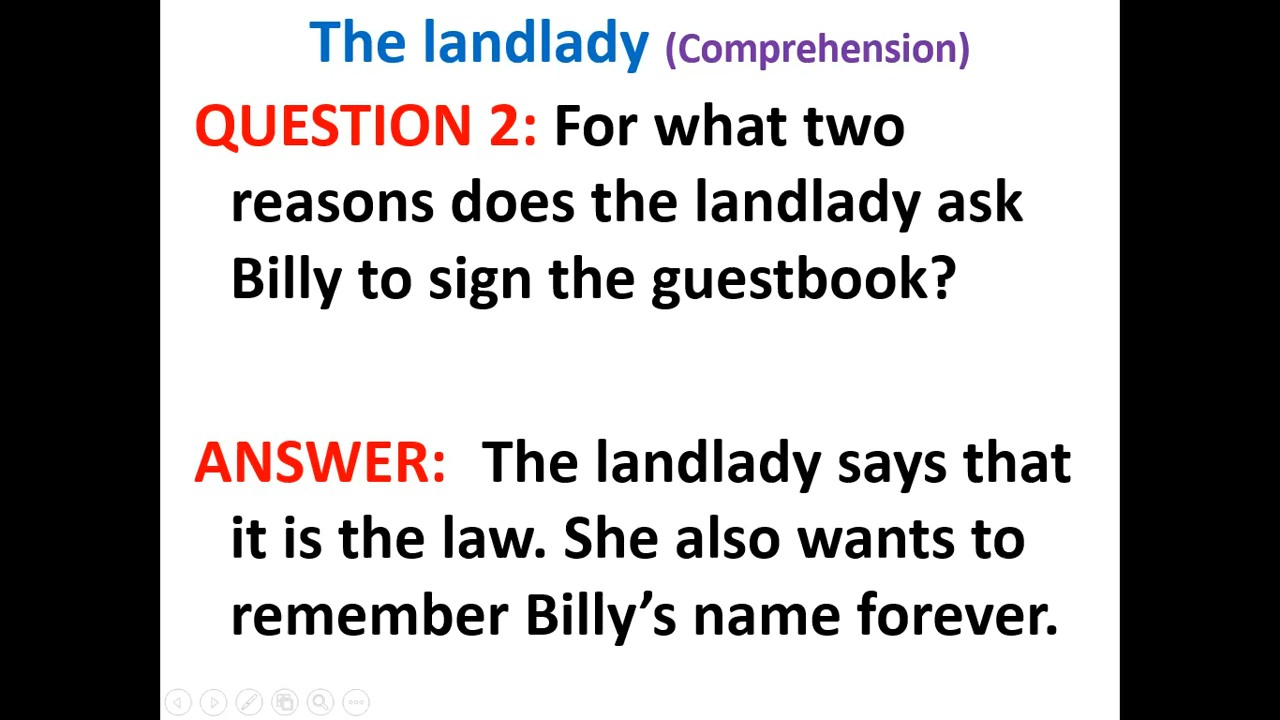 The landlady (Comprehension)
QUESTION 2: For what two
reasons does the landlady ask
Billy to sign the guestbook?
ANSWER: The landlady says that
it is the law. She also wants to
remember Billy’s name forever.